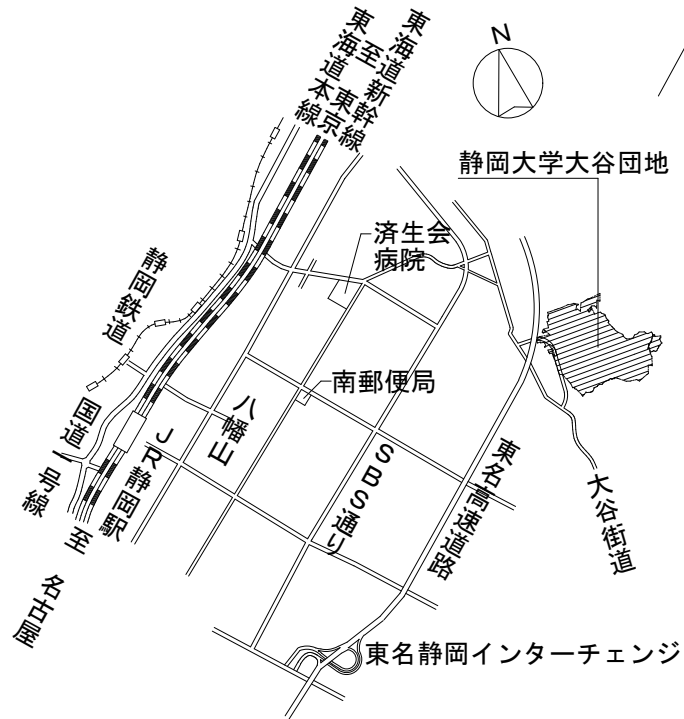 N
東海道新幹線
至 東京
東海道本線
静岡大学大谷団地
済生会
病院
静岡鉄道
南郵便局
八幡山
国道一号線
JR静岡駅
SBS通り
東名高速道路
大谷街道
至 名古屋
東名静岡インターチェンジ